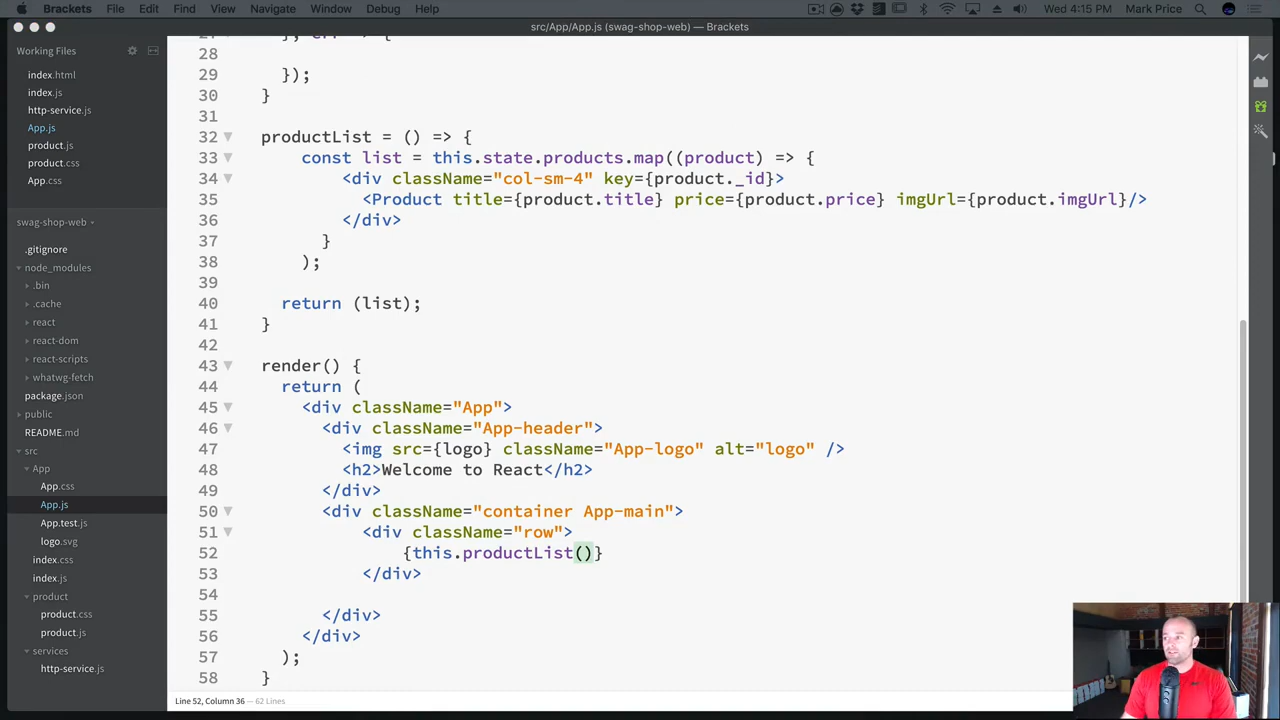 Brackets File Edit Find View Navigate Window Debug Help
Wed 4:15 PM Mark Price
src/App/App.js (swag-shop-web) — Brackets
Working Files
index.html
index.js
http-service.js
App.js
product.js
product.css
App.css
swag-shop-web
.gitignore
node_modules
.bin
.cache
react
react-dom
react-scripts
whatwg-fetch
package.json
public
README.md
src
App
App.css
App.js
App.test.js
logo.svg
index.css
index.js
product
product.css
product.js
services
http-service.js
28
29 });
30 }
31
32 productList = () => {
33 const list = this.state.products.map((product) => {
34 <div className="col-sm-4" key={product._id}>
35 <Product title={product.title} price={product.price} imgUrl={product.imgUrl}/>
36 </div>
37 }
38 );
39
40 return (list);
41 }
42
43 render() {
44 return (
45 <div className="App">
46 <div className="App-header">
47 <img src={logo} className="App-logo" alt="logo" />
48 <h2>Welcome to React</h2>
49 </div>
50 <div className="container App-main">
51 <div className="row">
52 {this.productList()}
53 </div>
54
55 </div>
56 </div>
57 );
58 }
Line 52, Column 36 — 62 Lines